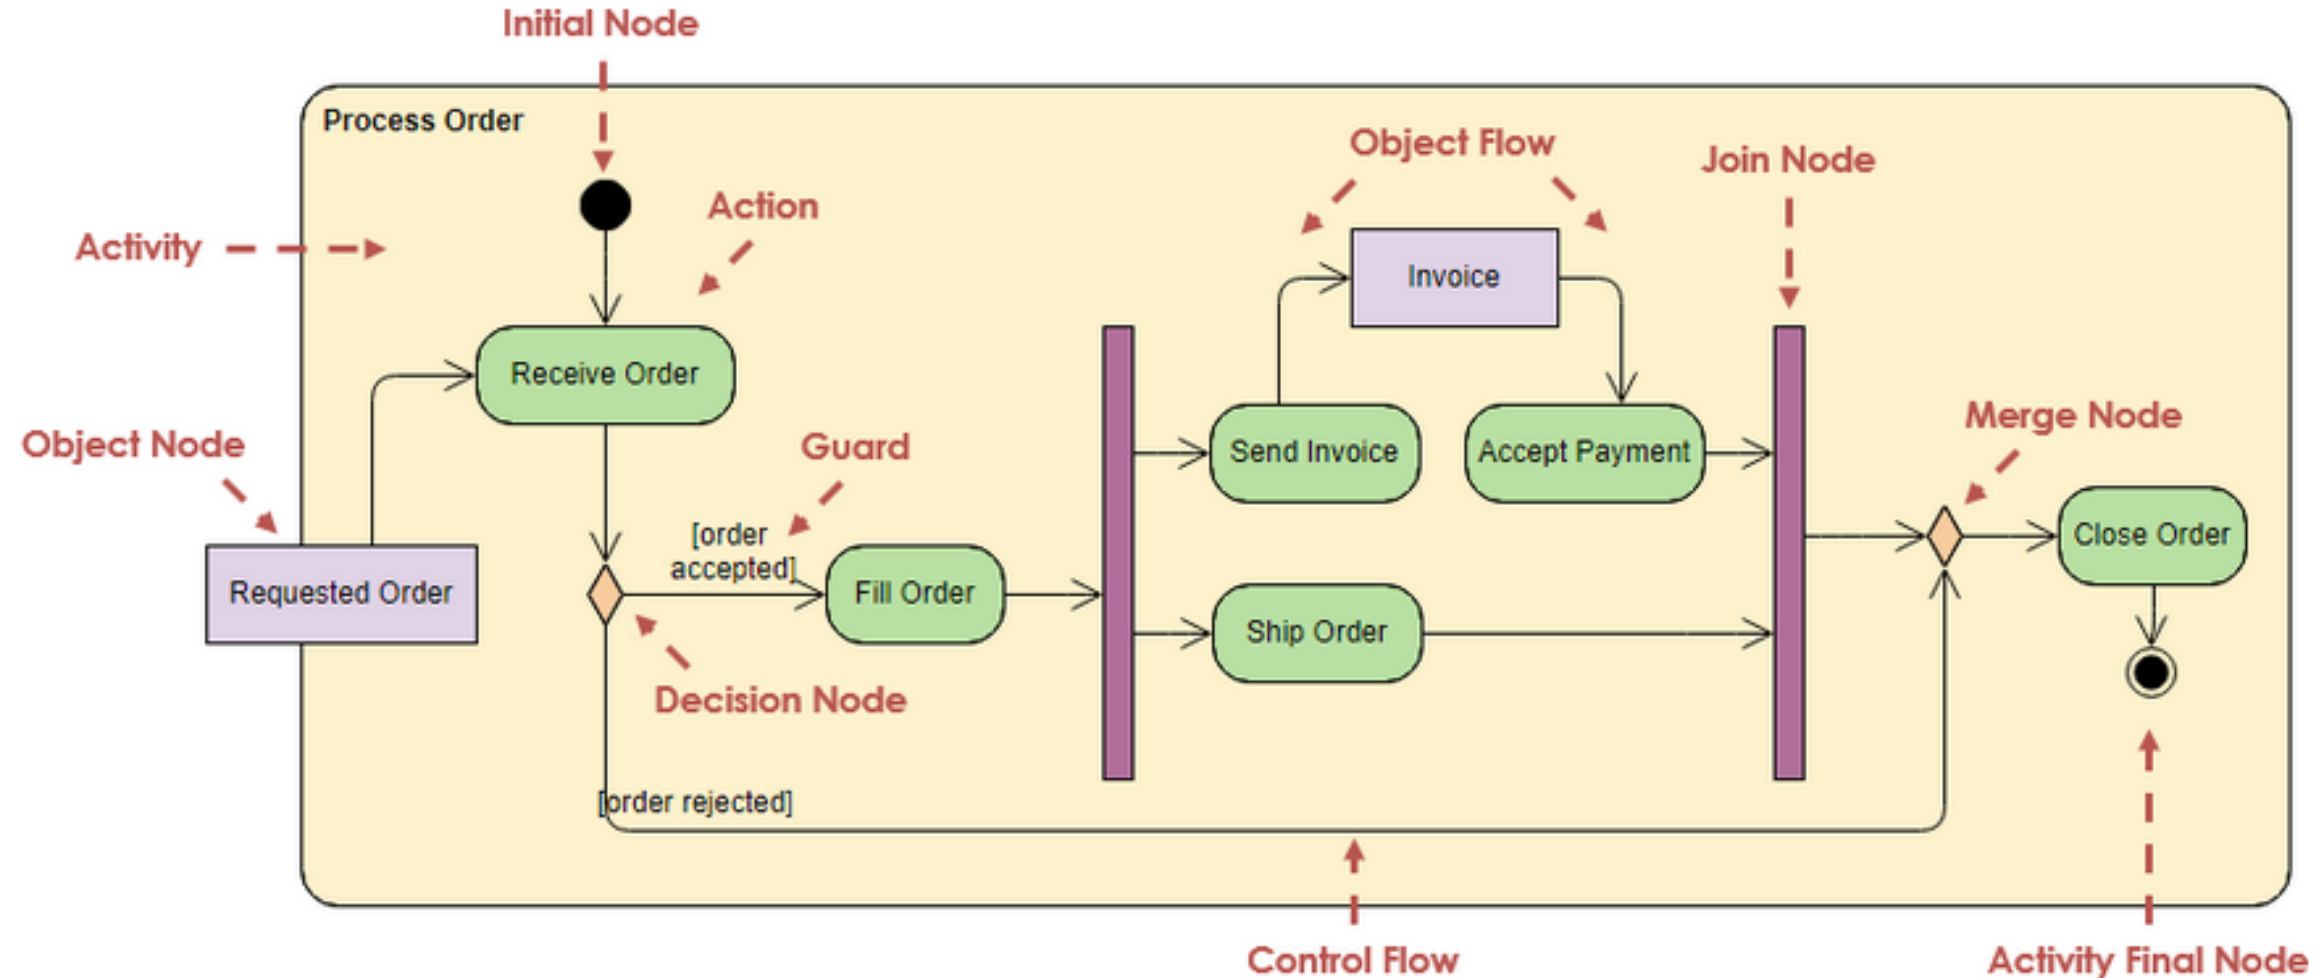 Initial Node
Process Order
Object Flow
Join Node
Action
Activity
Invoice
Receive Order
Merge Node
Object Node
Guard
Send Invoice
Accept Payment
[order
accepted]
Close Order
Requested Order
Fill Order
Ship Order
Decision Node
[order rejected]
Control Flow
Activity Final Node